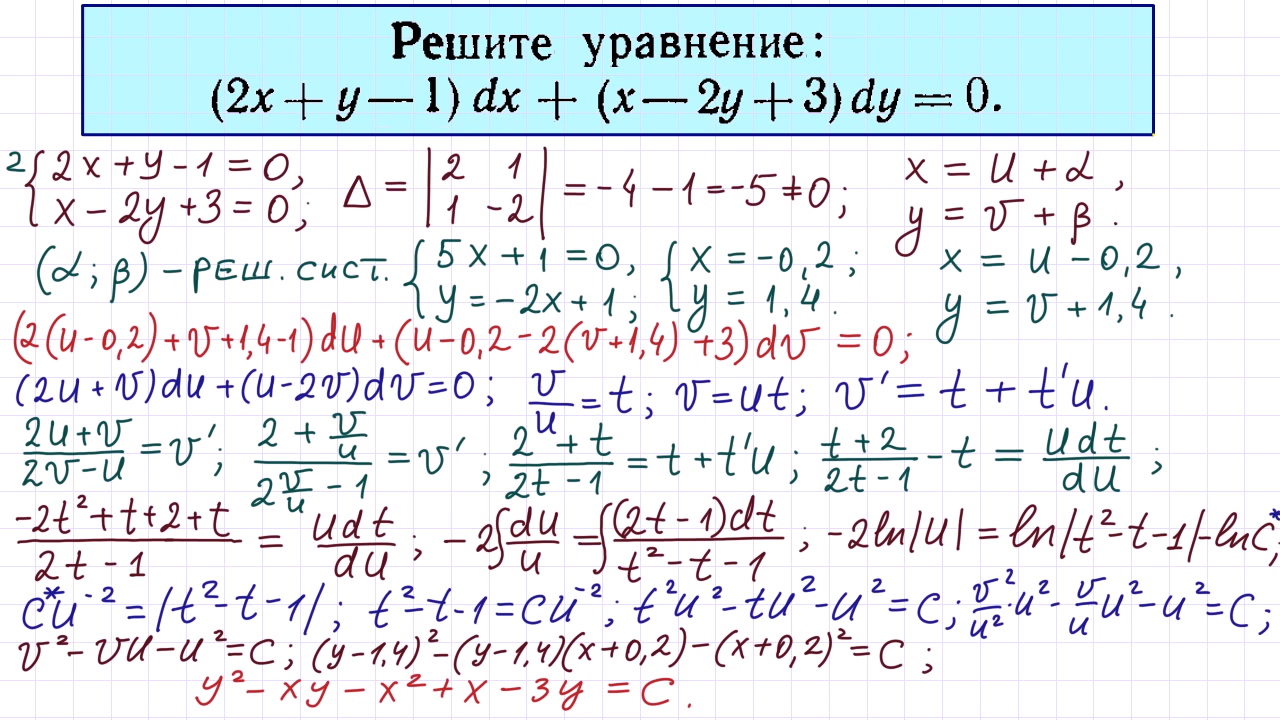 Решите уравнение:
(2x + y — 1) dx + (x — 2y + 3) dy = 0.
2 { 2x + y - 1 = 0, x - 2y + 3 = 0; Δ = | 2 1 1 -2 | = -4 - 1 = -5 ≠ 0; x = u + α, y = v + β.
(α; β) - реш. сист. { 5x + 1 = 0, y = -2x + 1; { x = -0,2; y = 1,4. x = u - 0,2, y = v + 1,4.
(2(u-0,2)+v+1,4-1)du+(u-0,2-2(v+1,4)+3)dv = 0;
(2u+v)du+(u-2v)dv=0; v/u = t; v=ut; v' = t + t'u.
(2u+v)/(2v-u) = v'; (2 + v/u)/(2 v/u - 1) = v'; (2 + t)/(2t - 1) = t + t'u; (t+2)/(2t-1) - t = udt/du;
(-2t²+t+2+t)/(2t-1) = udt/du; -2∫du/u = ∫(2t-1)dt/(t²-t-1); -2ln|u| = ln|t²-t-1|-lnC*;
C*u⁻² = |t²-t-1|; t²-t-1=Cu⁻²; t²u²-tu²-u²=C; v²/u²·u²-v/u u²-u²=C;
v²-vu-u²=C; (y-1,4)²-(y-1,4)(x+0,2)-(x+0,2)²=C;
y²-xy-x²+x-3y = C.